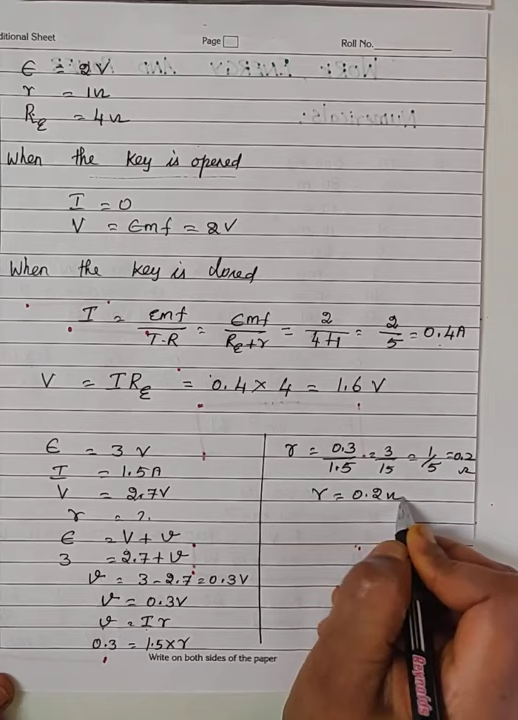 ditional Sheet
Page
Roll No.
ϵ = 2V
r = 1Ω
R_E = 4Ω
When the key is opened
I = 0
V = Emf = 2V
When the key is closed
I = Emf/T.R = Emf/R_E+r = 2/4+1 = 2/5 = 0.4A
V = IR_E = 0.4 × 4 = 1.6 V
ϵ = 3 V
I = 1.5A
V = 2.7V
r = ?.
ϵ = V + v
3 = 2.7 + v
v = 3 - 2.7 = 0.3V
v = 0.3V
v = Ir
0.3 = 1.5×r
r = 0.3/1.5 = 3/15 = 1/5 = 0.2 Ω
r = 0.2Ω
Write on both sides of the paper
Reynolds